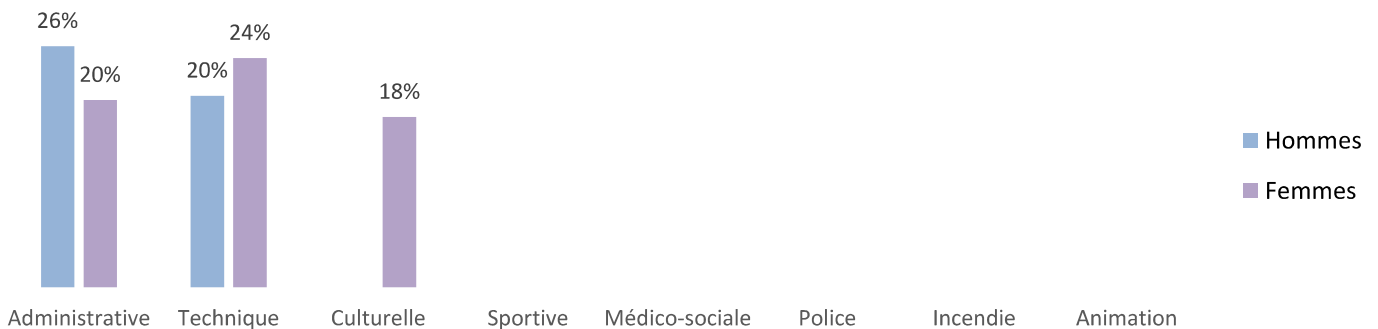 26%
20%
20%
24%
18%
Hommes
Femmes
Administrative Technique Culturelle Sportive Médico-sociale Police Incendie Animation